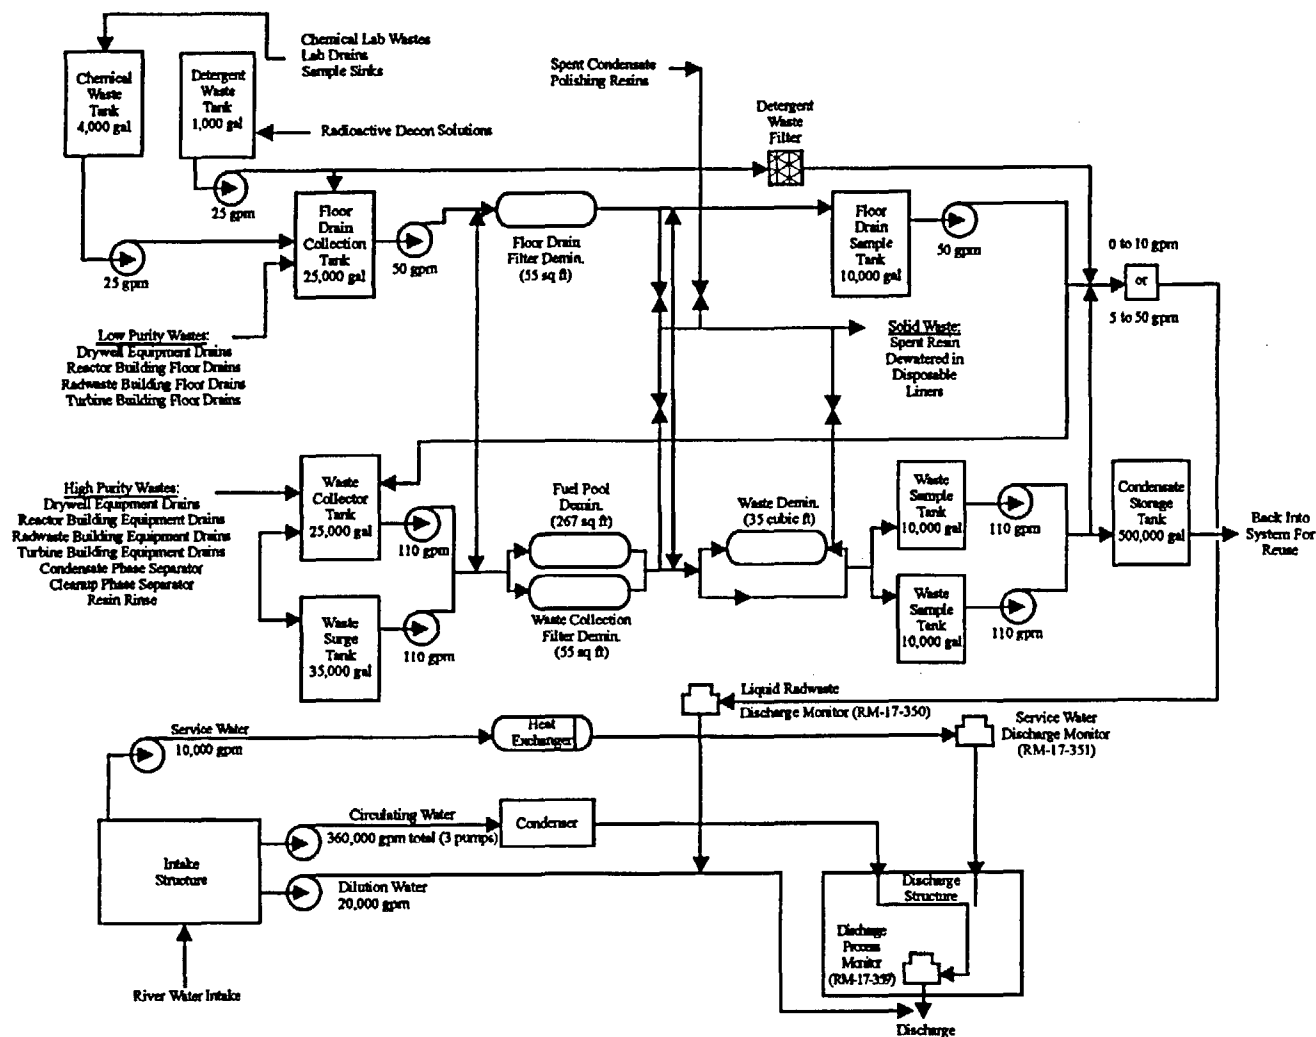 Chemical Lab Wastes
Lab Drains
Sample Sinks
Chemical
Waste
Tank
4,000 gal
Detergent
Waste
Tank
1,000 gal
Radioactive Decon Solutions
Spent Condensate
Polishing Resins
Detergent
Waste
Filter
25 gpm
25 gpm
Floor
Drain
Collection
Tank
25,000 gal
50 gpm
Floor Drain
Filter Demin.
(55 sq ft)
Floor
Drain
Sample
Tank
10,000 gal
50 gpm
0 to 10 gpm
or
5 to 50 gpm
Low Purity Wastes:
Drywell Equipment Drains
Reactor Building Floor Drains
Radwaste Building Floor Drains
Turbine Building Floor Drains
Solid Waste:
Spent Resin
Dewatered in
Disposable
Liners
High Purity Wastes:
Drywell Equipment Drains
Reactor Building Equipment Drains
Radwaste Building Equipment Drains
Turbine Building Equipment Drains
Condensate Phase Separator
Cleanup Phase Separator
Resin Rinse
Waste
Collector
Tank
25,000 gal
110 gpm
Waste
Surge
Tank
35,000 gal
110 gpm
Fuel Pool
Demin.
(267 sq ft)
Waste Collection
Filter Demin.
(55 sq ft)
Waste Demin.
(35 cubic ft)
Waste
Sample
Tank
10,000 gal
110 gpm
Waste
Sample
Tank
10,000 gal
110 gpm
Condensate
Storage
Tank
500,000 gal
Back Into
System For
Reuse
Liquid Radwaste
Discharge Monitor (RM-17-350)
Service Water
10,000 gpm
Heat
Exchanger
Service Water
Discharge Monitor
(RM-17-351)
Circulating Water
360,000 gpm total (3 pumps)
Condenser
Intake
Structure
Dilution Water
20,000 gpm
Discharge
Structure
Discharge
Process
Monitor
(RM-17-359)
River Water Intake
Discharge